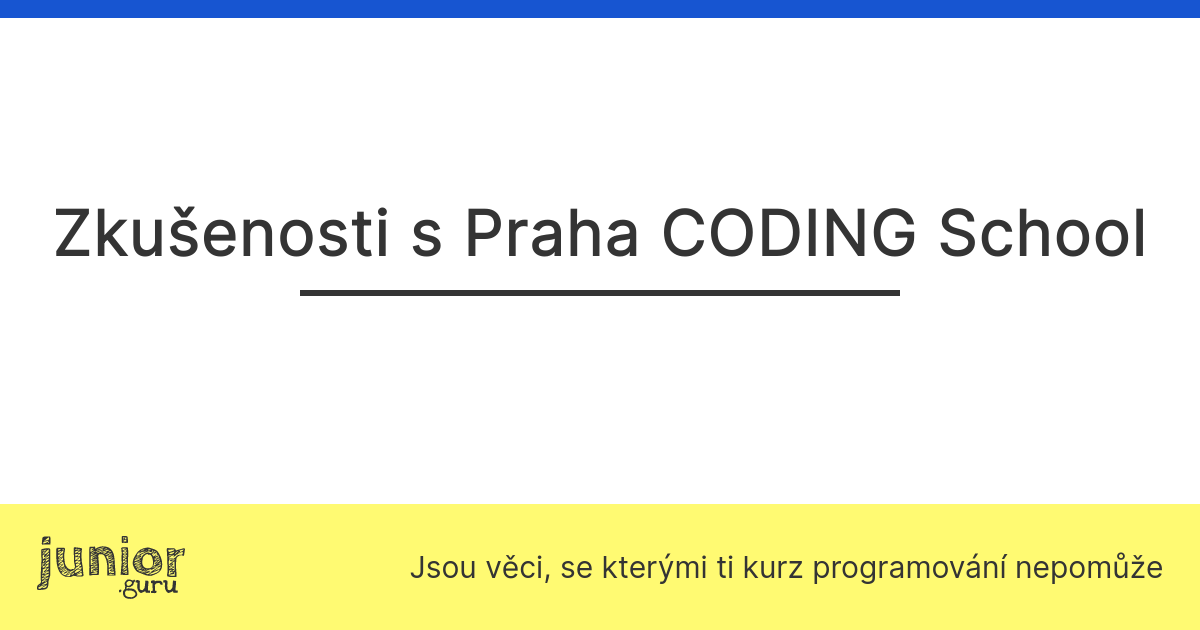 Zkušenosti s Praha CODING School
junior
.guru
Jsou věci, se kterými ti kurz programování nepomůže